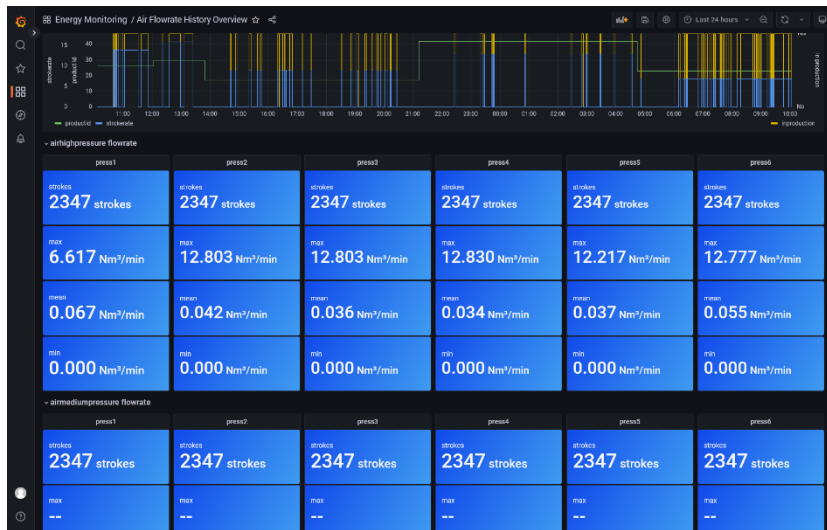 Energy Monitoring / Air Flowrate History Overview
Last 24 hours
strokerate
product id
15
10
5
0
40
30
20
10
0
No
in production
11:00 12:00 13:00 14:00 15:00 16:00 17:00 18:00 19:00 20:00 21:00 22:00 23:00 00:00 01:00 02:00 03:00 04:00 05:00 06:00 07:00 08:00 09:00 10:00
productid strokerate inproduction
airhighpressure flowrate
press1 press2 press3 press4 press5 press6
strokes strokes strokes strokes strokes strokes
2347 strokes 2347 strokes 2347 strokes 2347 strokes 2347 strokes 2347 strokes
max max max max max max
6.617 Nm³/min 12.803 Nm³/min 12.803 Nm³/min 12.830 Nm³/min 12.217 Nm³/min 12.777 Nm³/min
mean mean mean mean mean mean
0.067 Nm³/min 0.042 Nm³/min 0.036 Nm³/min 0.034 Nm³/min 0.037 Nm³/min 0.055 Nm³/min
min min min min min min
0.000 Nm³/min 0.000 Nm³/min 0.000 Nm³/min 0.000 Nm³/min 0.000 Nm³/min 0.000 Nm³/min
airmediumpressure flowrate
press1 press2 press3 press4 press5 press6
strokes strokes strokes strokes strokes strokes
2347 strokes 2347 strokes 2347 strokes 2347 strokes 2347 strokes 2347 strokes
max max max max max max
-- -- -- -- -- --